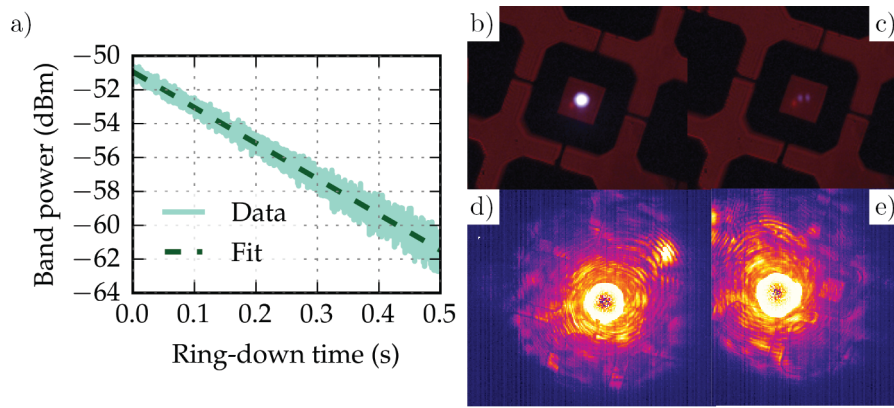 a)
−50
−52
−54
−56
−58
−60
−62
−64
Band power (dBm)
Data
Fit
0.0 0.1 0.2 0.3 0.4 0.5
Ring-down time (s)
b)
c)
d)
e)